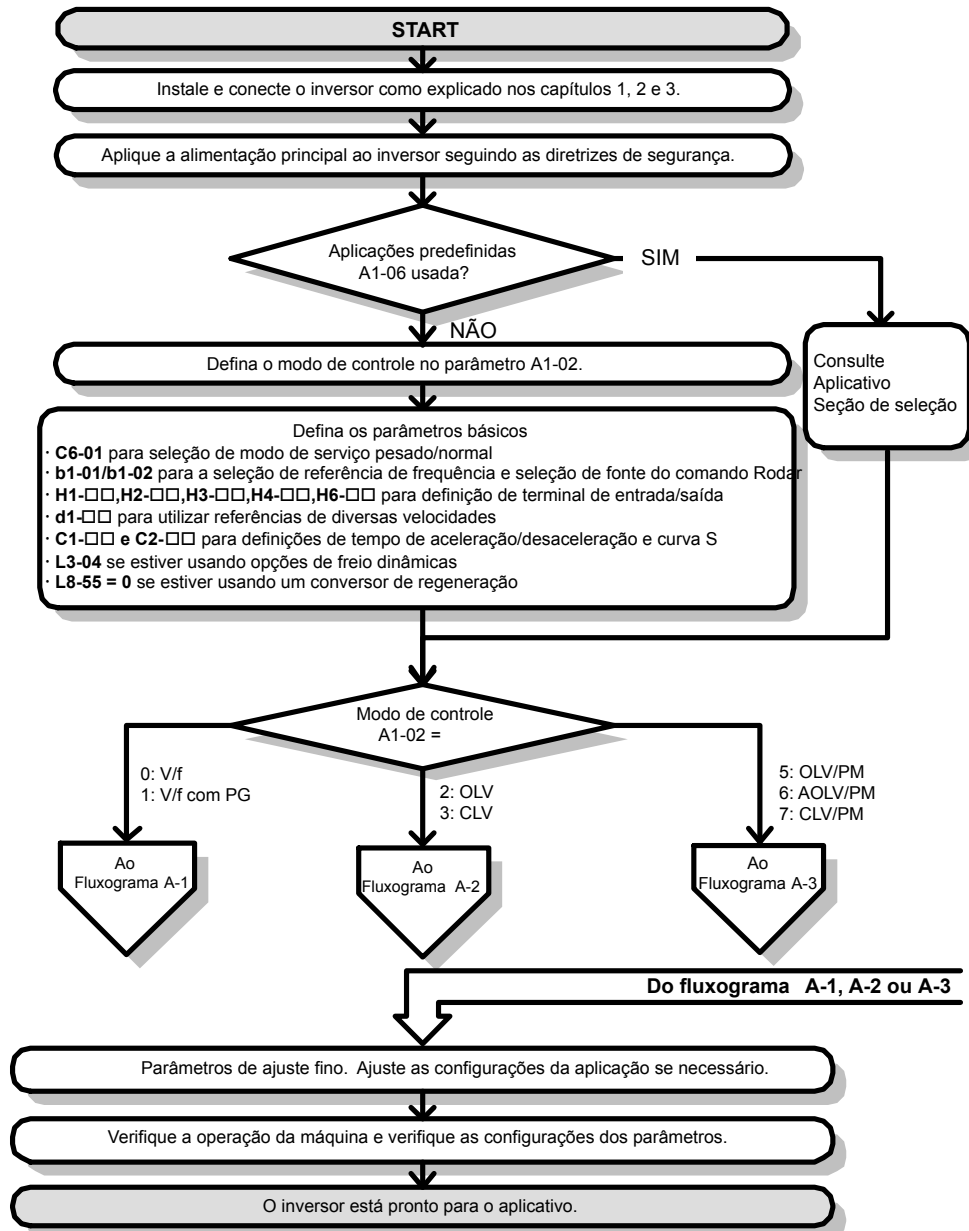 START
Instale e conecte o inversor como explicado nos capítulos 1, 2 e 3.
Aplique a alimentação principal ao inversor seguindo as diretrizes de segurança.
Aplicações predefinidas
A1-06 usada?
SIM
NÃO
Consulte
Aplicativo
Seção de seleção
Defina o modo de controle no parâmetro A1-02.
Defina os parâmetros básicos
· C6-01 para seleção de modo de serviço pesado/normal
· b1-01/b1-02 para a seleção de referência de frequência e seleção de fonte do comando Rodar
· H1-□□,H2-□□,H3-□□,H4-□□,H6-□□ para definição de terminal de entrada/saída
· d1-□□ para utilizar referências de diversas velocidades
· C1-□□ e C2-□□ para definições de tempo de aceleração/desaceleração e curva S
· L3-04 se estiver usando opções de freio dinâmicas
· L8-55 = 0 se estiver usando um conversor de regeneração
Modo de controle
A1-02 =
0: V/f
1: V/f com PG
2: OLV
3: CLV
5: OLV/PM
6: AOLV/PM
7: CLV/PM
Ao
Fluxograma A-1
Ao
Fluxograma A-2
Ao
Fluxograma A-3
Do fluxograma A-1, A-2 ou A-3
Parâmetros de ajuste fino. Ajuste as configurações da aplicação se necessário.
Verifique a operação da máquina e verifique as configurações dos parâmetros.
O inversor está pronto para o aplicativo.